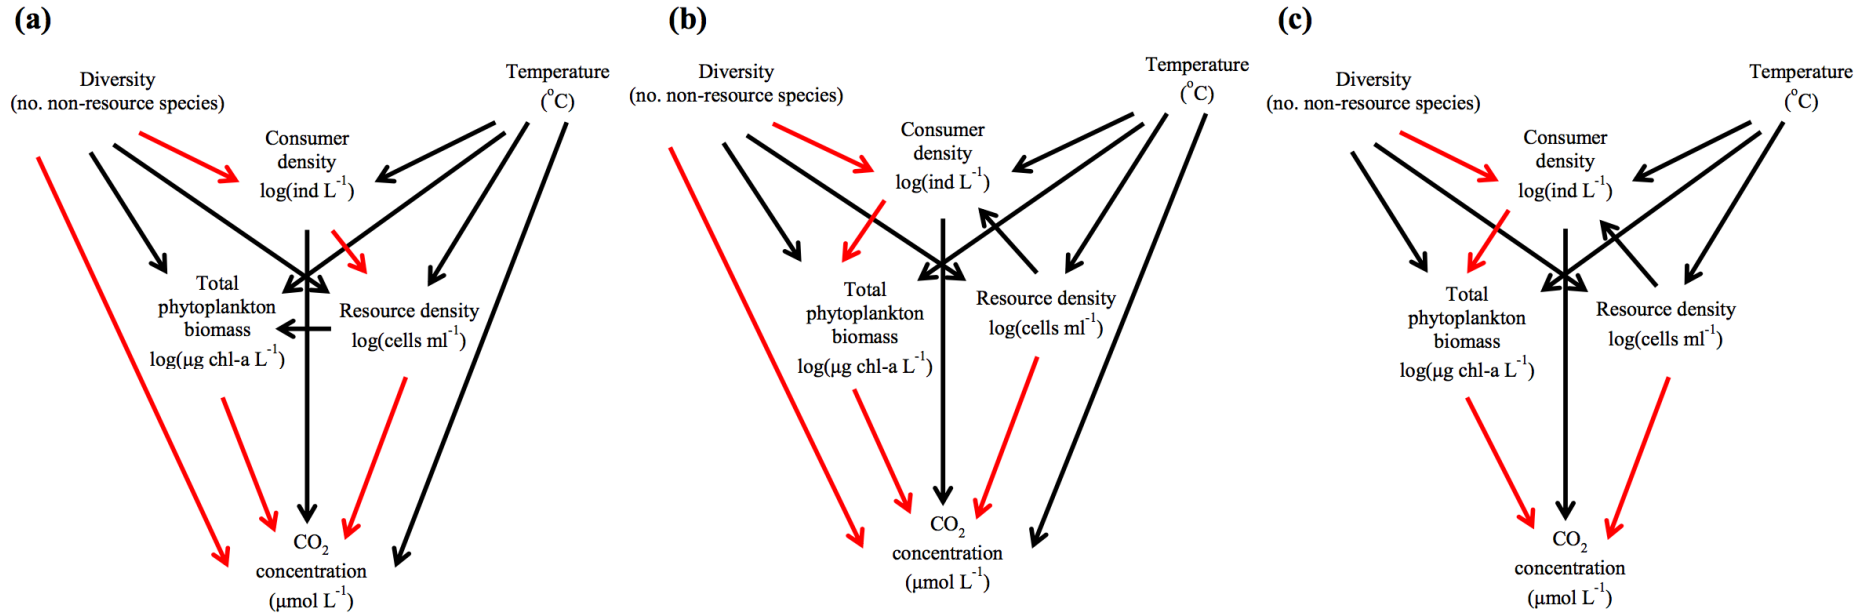 (a)
Diversity
(no. non-resource species)
Temperature
(°C)
Consumer
density
log(ind L⁻¹)
Total
phytoplankton
biomass
log(µg chl-a L⁻¹)
Resource density
log(cells ml⁻¹)
CO₂
concentration
(µmol L⁻¹)
(b)
Diversity
(no. non-resource species)
Temperature
(°C)
Consumer
density
log(ind L⁻¹)
Total
phytoplankton
biomass
log(µg chl-a L⁻¹)
Resource density
log(cells ml⁻¹)
CO₂
concentration
(µmol L⁻¹)
(c)
Diversity
(no. non-resource species)
Temperature
(°C)
Consumer
density
log(ind L⁻¹)
Total
phytoplankton
biomass
log(µg chl-a L⁻¹)
Resource density
log(cells ml⁻¹)
CO₂
concentration
(µmol L⁻¹)